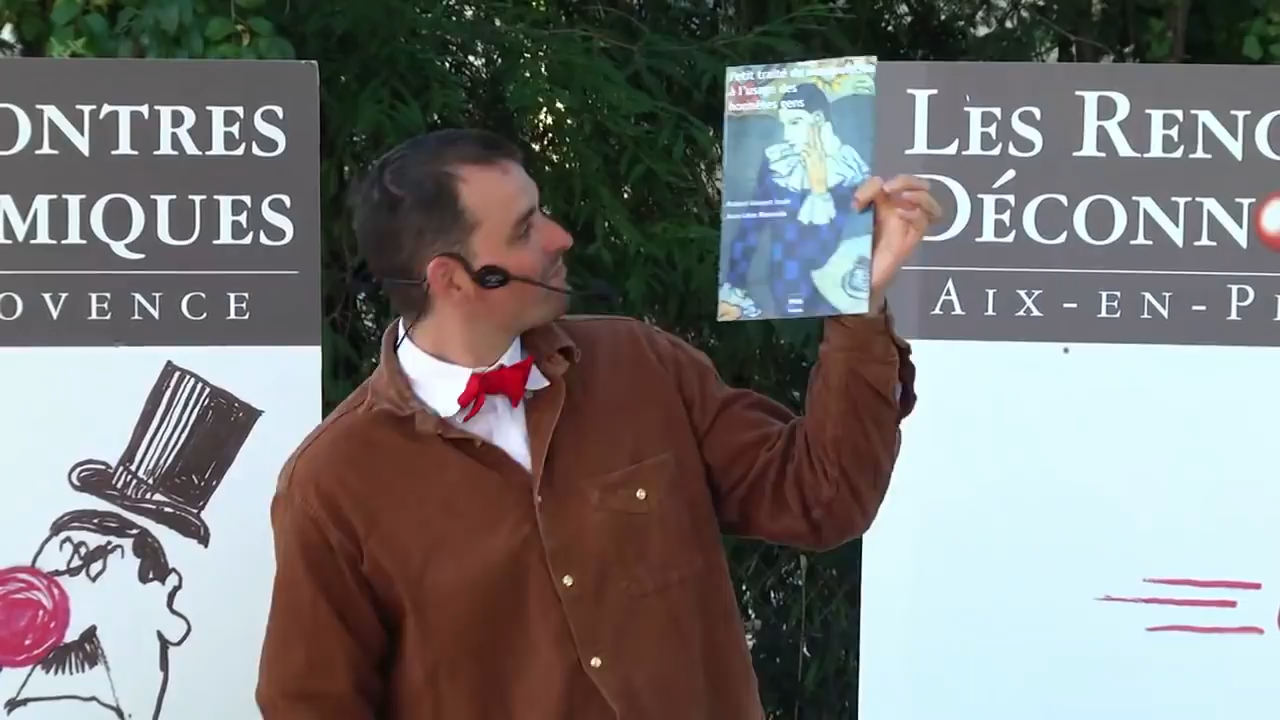 ONTRES
MIQUES
OVENCE
Petit traité de
à l'usage des
honnêtes gens
LES RENC
DÉCONN
AIX-EN-P